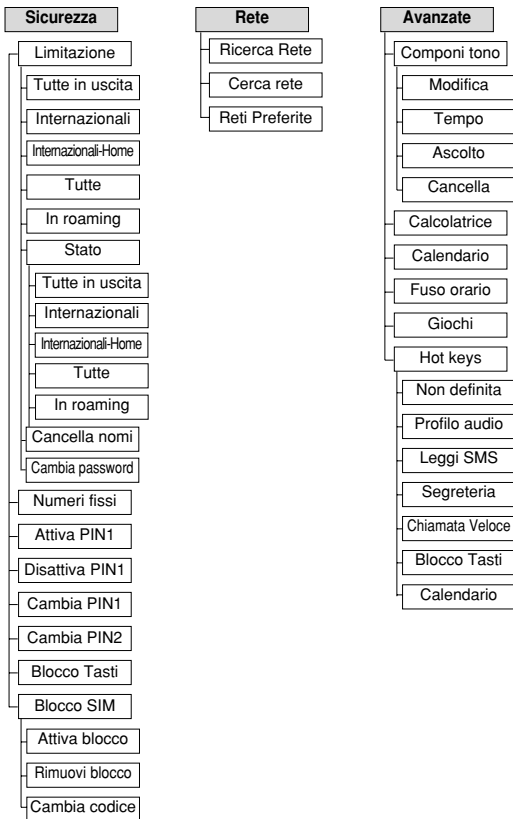 Sicurezza
Limitazione
Tutte in uscita
Internazionali
Internazionali-Home
Tutte
In roaming
Stato
Tutte in uscita
Internazionali
Internazionali-Home
Tutte
In roaming
Cancella nomi
Cambia password
Numeri fissi
Attiva PIN1
Disattiva PIN1
Cambia PIN1
Cambia PIN2
Blocco Tasti
Blocco SIM
Attiva blocco
Rimuovi blocco
Cambia codice
Rete
Ricerca Rete
Cerca rete
Reti Preferite
Avanzate
Componi tono
Modifica
Tempo
Ascolto
Cancella
Calcolatrice
Calendario
Fuso orario
Giochi
Hot keys
Non definita
Profilo audio
Leggi SMS
Segreteria
Chiamata Veloce
Blocco Tasti
Calendario